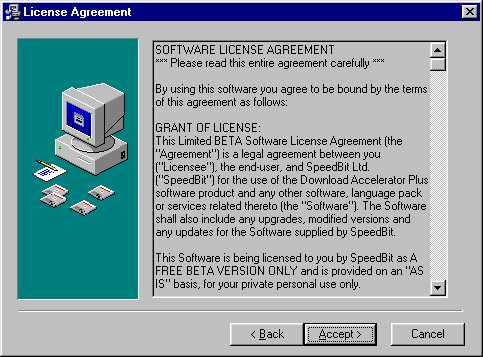 License Agreement
SOFTWARE LICENSE AGREEMENT
*** Please read this entire agreement carefully ***
By using this software you agree to be bound by the terms
of this agreement as follows:
GRANT OF LICENSE:
This Limited BETA Software License Agreement (the
"Agreement") is a legal agreement between you
("Licensee"), the end-user, and SpeedBit Ltd.
("SpeedBit") for the use of the Download Accelerator Plus
software product and any other software, language pack
or services related thereto (the "Software"). The Software
shall also include any upgrades, modified versions and
any updates for the Software supplied by SpeedBit.
This Software is being licensed to you by SpeedBit as A
FREE BETA VERSION ONLY and is provided on an "AS
IS" basis, for your private personal use only.
< Back
Accept >
Cancel